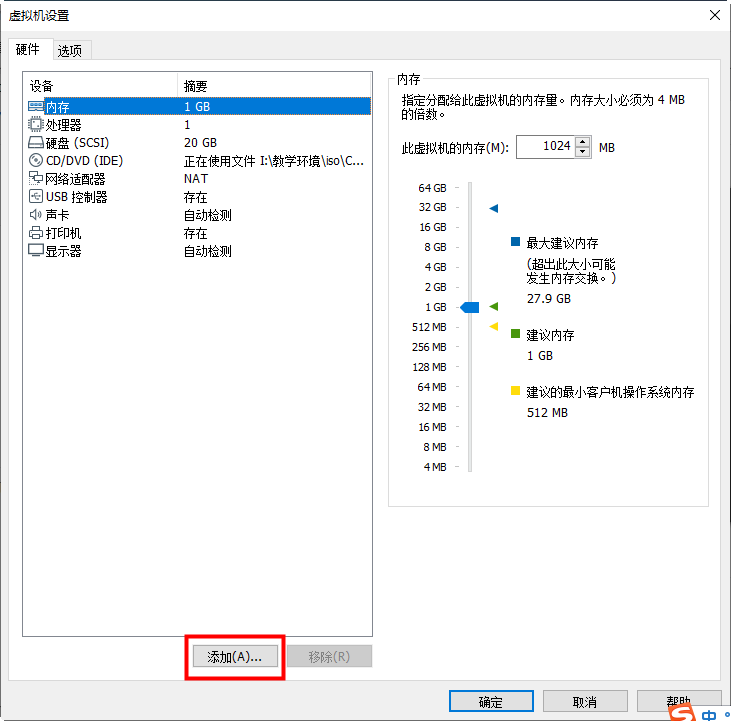 虚拟机设置
硬件 选项
设备 摘要
内存 1 GB
处理器 1
硬盘 (SCSI) 20 GB
CD/DVD (IDE) 正在使用文件 I:\教学环境\iso\C...
网络适配器 NAT
USB 控制器 存在
声卡 自动检测
打印机 存在
显示器 自动检测
添加(A)... 移除(R)
内存
指定分配给此虚拟机的内存量。内存大小必须为 4 MB
的倍数。
此虚拟机的内存(M): 1024 MB
64 GB
32 GB
16 GB
8 GB
4 GB
2 GB
1 GB
512 MB
256 MB
128 MB
64 MB
32 MB
16 MB
8 MB
4 MB
最大建议内存
(超出此大小可能
发生内存交换。)
27.9 GB
建议内存
1 GB
建议的最小客户机操作系统内存
512 MB
确定 取消 帮助
中